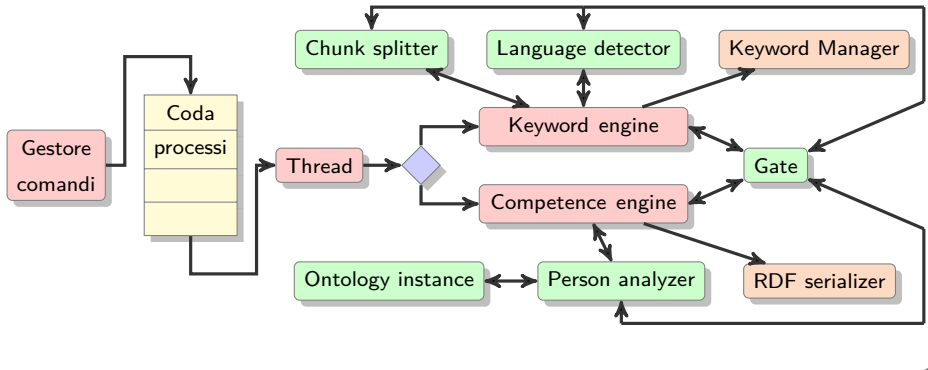 Chunk splitter
Language detector
Keyword Manager
Gestore
comandi
Coda
processi
Thread
Keyword engine
Competence engine
Gate
Ontology instance
Person analyzer
RDF serializer